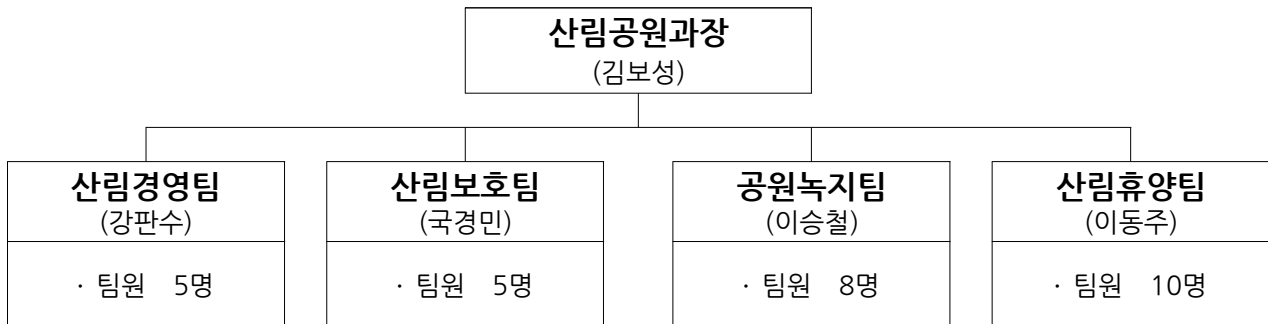 산림공원과장
(김보성)
산림경영팀
(강판수)
· 팀원 5명
산림보호팀
(국경민)
· 팀원 5명
공원녹지팀
(이승철)
· 팀원 8명
산림휴양팀
(이동주)
· 팀원 10명